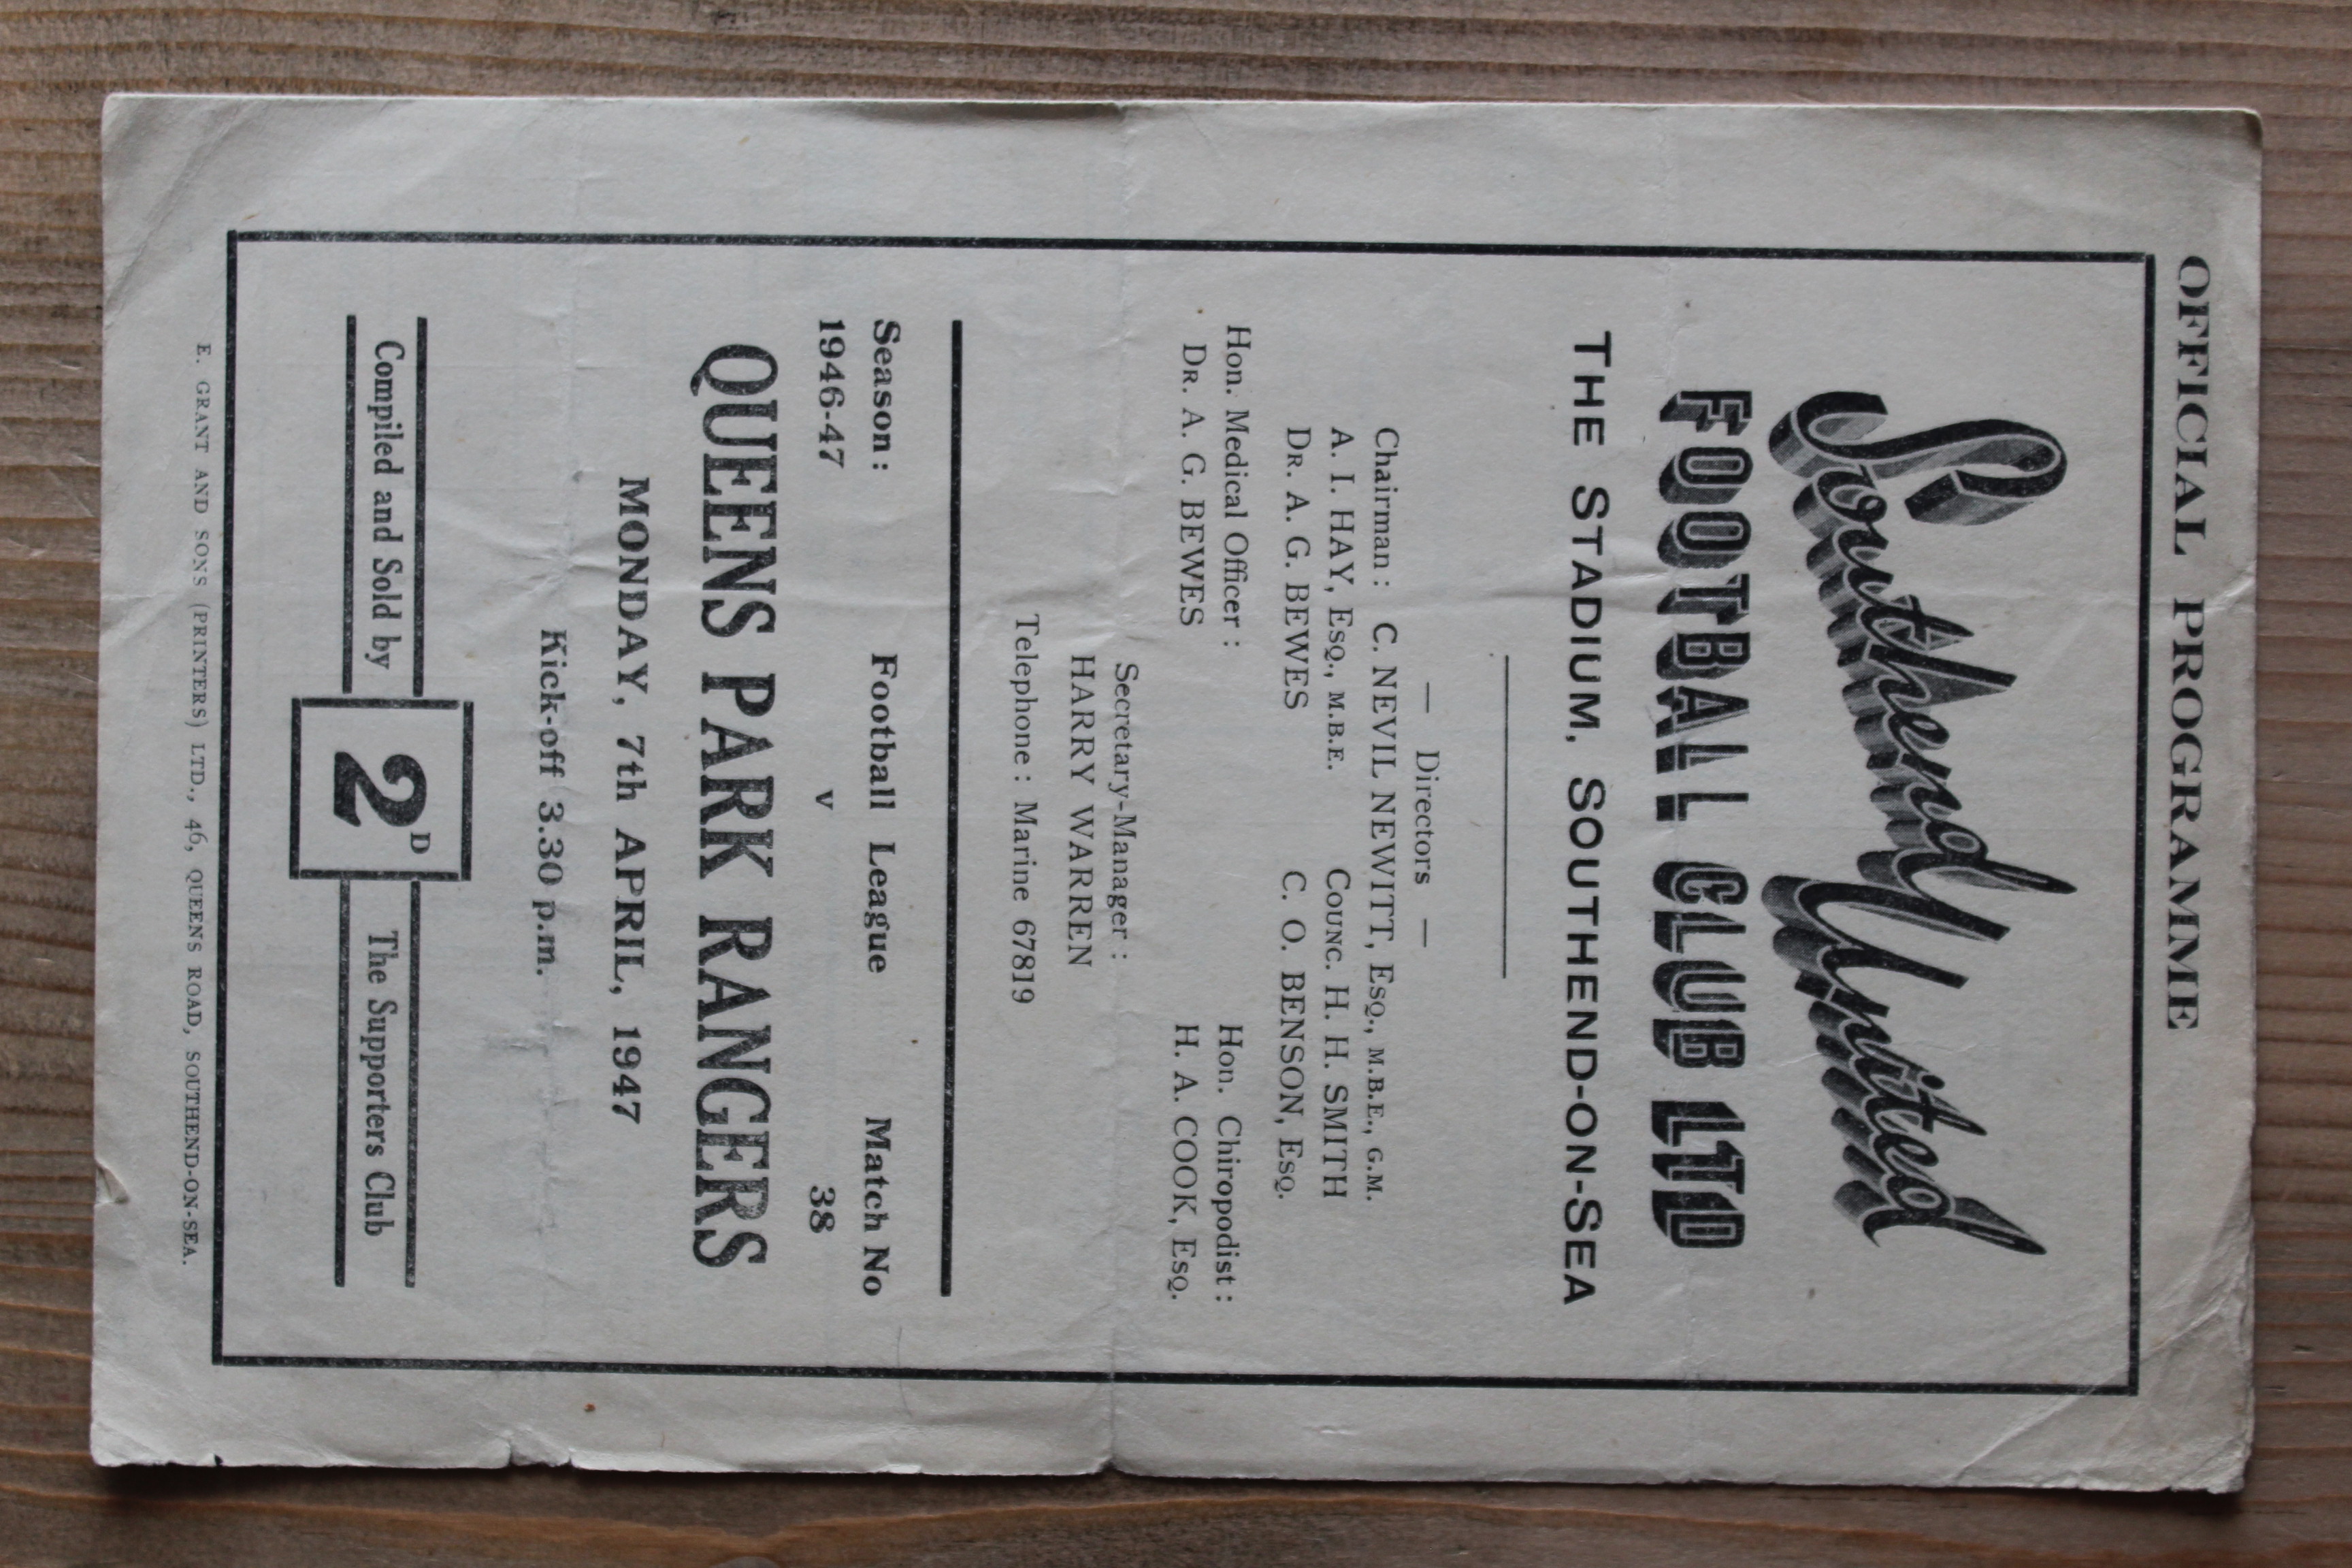 OFFICIAL PROGRAMME
Southend United
FOOTBALL CLUB LTD
THE STADIUM, SOUTHEND-ON-SEA
— Directors —
Chairman : C. NEVIL NEWITT, ESQ., M.B.E., G.M.
A. I. HAY, ESQ., M.B.E. COUNC. H. H. SMITH
DR. A. G. BEWES C. O. BENSON, ESQ.
Hon. Medical Officer : Hon. Chiropodist :
DR. A. G. BEWES H. A. COOK, ESQ.
Secretary-Manager :
HARRY WARREN
Telephone : Marine 67819
Season : Football League Match No
1946-47 v 38
QUEENS PARK RANGERS
MONDAY, 7th APRIL, 1947
Kick-off 3.30 p.m.
Compiled and Sold by 2D The Supporters Club
E. GRANT AND SONS (PRINTERS) LTD., 46, QUEENS ROAD, SOUTHEND-ON-SEA.